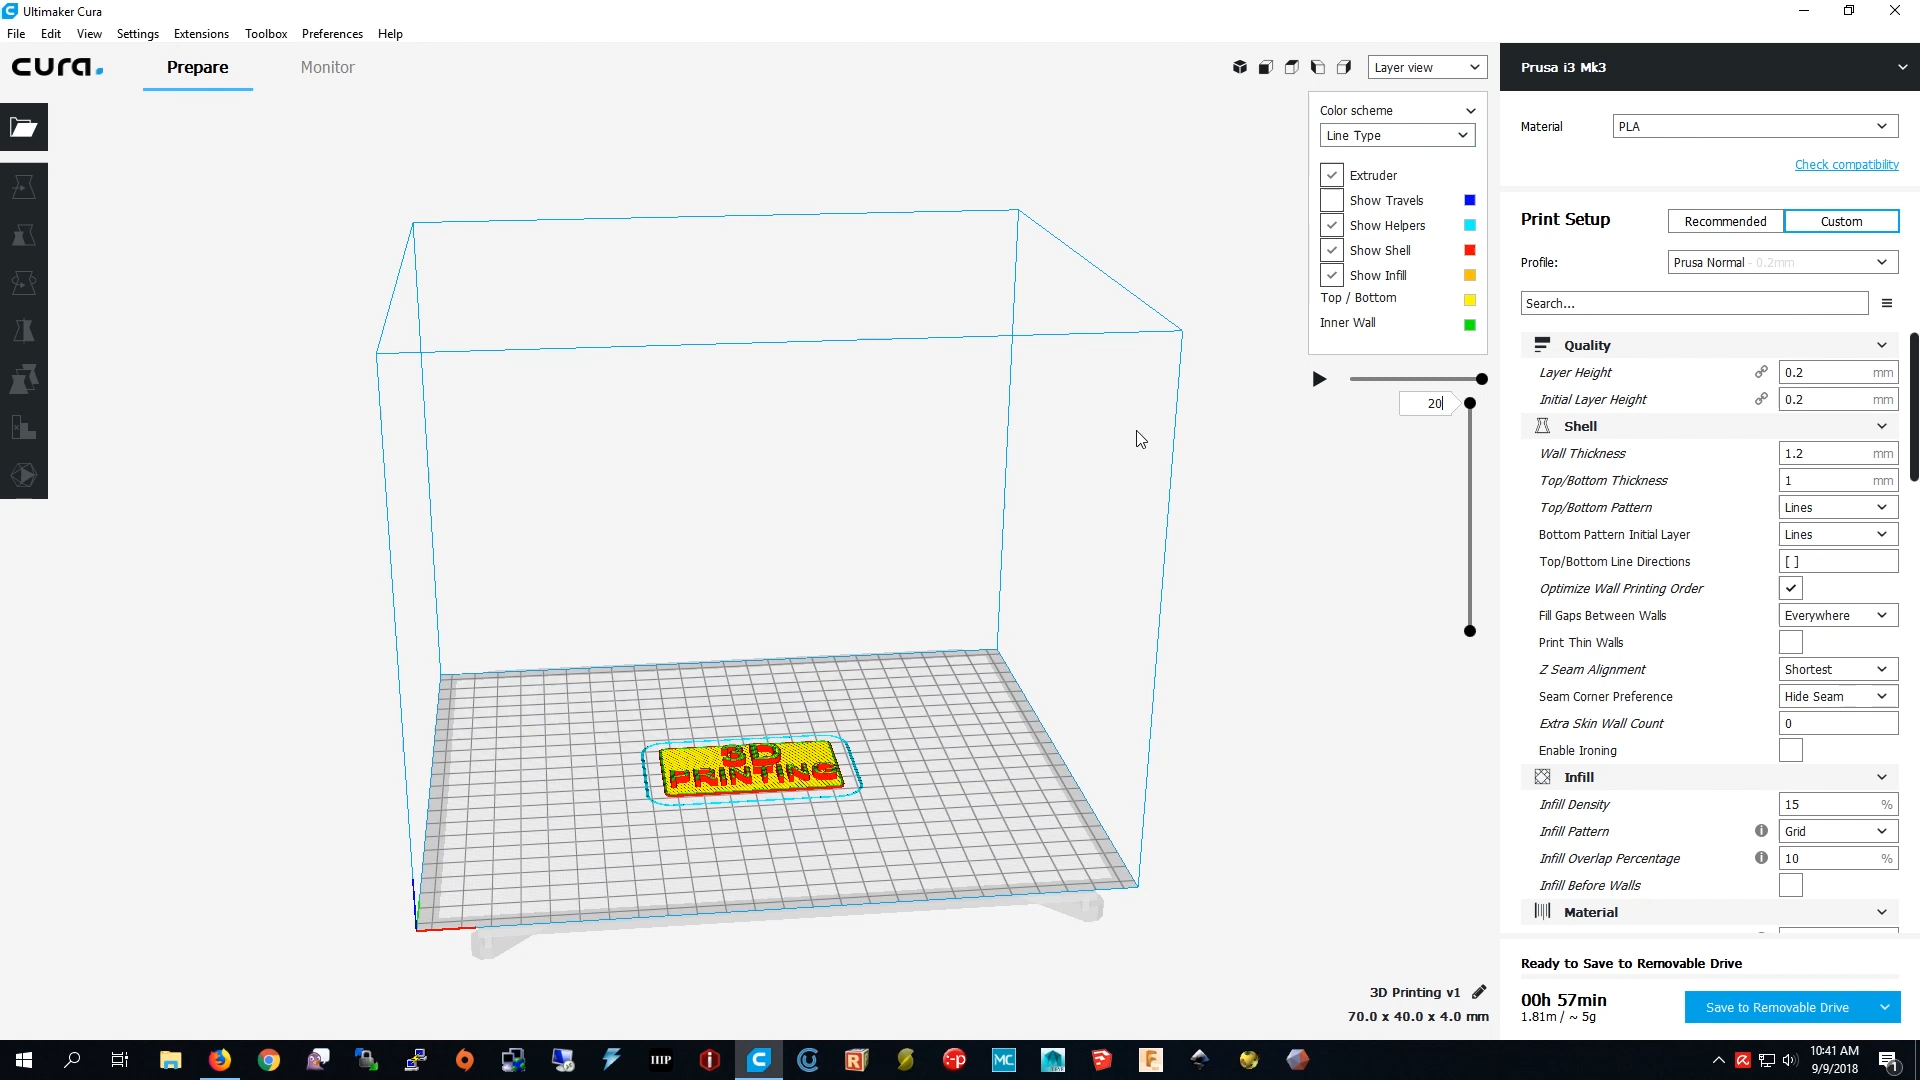 Ultimaker Cura
File Edit View Settings Extensions Toolbox Preferences Help
cura.
Prepare
Monitor
Layer view
Color scheme
Line Type
Extruder
Show Travels
Show Helpers
Show Shell
Show Infill
Top / Bottom
Inner Wall
20
3D
PRINTING
3D Printing v1
70.0 x 40.0 x 4.0 mm
Prusa i3 Mk3
Material PLA
Check compatibility
Print Setup Recommended Custom
Profile: Prusa Normal - 0.2mm
Search...
Quality
Layer Height 0.2 mm
Initial Layer Height 0.2 mm
Shell
Wall Thickness 1.2 mm
Top/Bottom Thickness 1 mm
Top/Bottom Pattern Lines
Bottom Pattern Initial Layer Lines
Top/Bottom Line Directions [ ]
Optimize Wall Printing Order
Fill Gaps Between Walls Everywhere
Print Thin Walls
Z Seam Alignment Shortest
Seam Corner Preference Hide Seam
Extra Skin Wall Count 0
Enable Ironing
Infill
Infill Density 15 %
Infill Pattern Grid
Infill Overlap Percentage 10 %
Infill Before Walls
Material
Ready to Save to Removable Drive
00h 57min
1.81m / ~ 5g
Save to Removable Drive
IIIP
MC
10:41 AM
9/9/2018
1